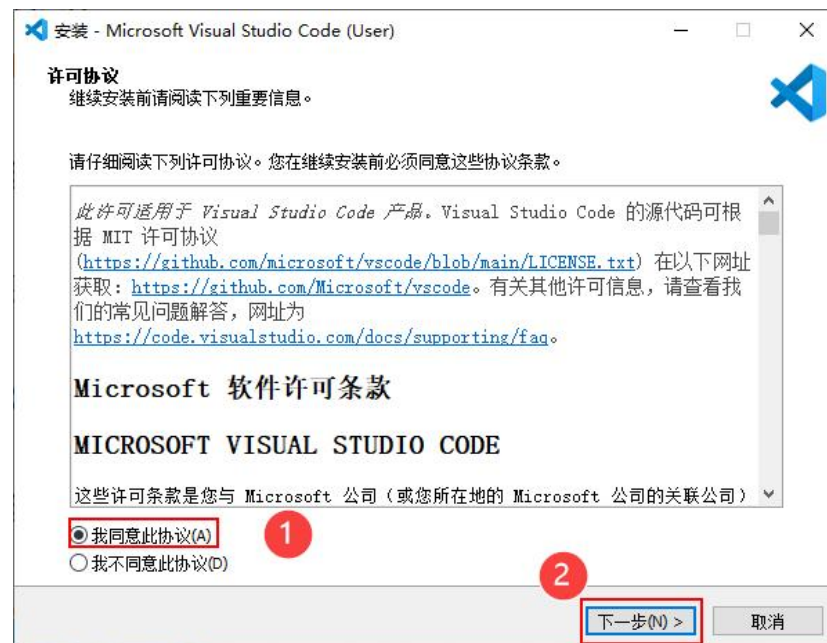 安装 - Microsoft Visual Studio Code (User)
许可协议
继续安装前请阅读下列重要信息。
请仔细阅读下列许可协议。您在继续安装前必须同意这些协议条款。
此许可适用于 Visual Studio Code 产品。Visual Studio Code 的源代码可根
据 MIT 许可协议
(https://github.com/microsoft/vscode/blob/main/LICENSE.txt) 在以下网址
获取：https://github.com/Microsoft/vscode。有关其他许可信息，请查看我
们的常见问题解答，网址为
https://code.visualstudio.com/docs/supporting/faq。
Microsoft 软件许可条款
MICROSOFT VISUAL STUDIO CODE
这些许可条款是您与 Microsoft 公司（或您所在地的 Microsoft 公司的关联公司）
我同意此协议(A)
1
我不同意此协议(D)
2
下一步(N) >
取消